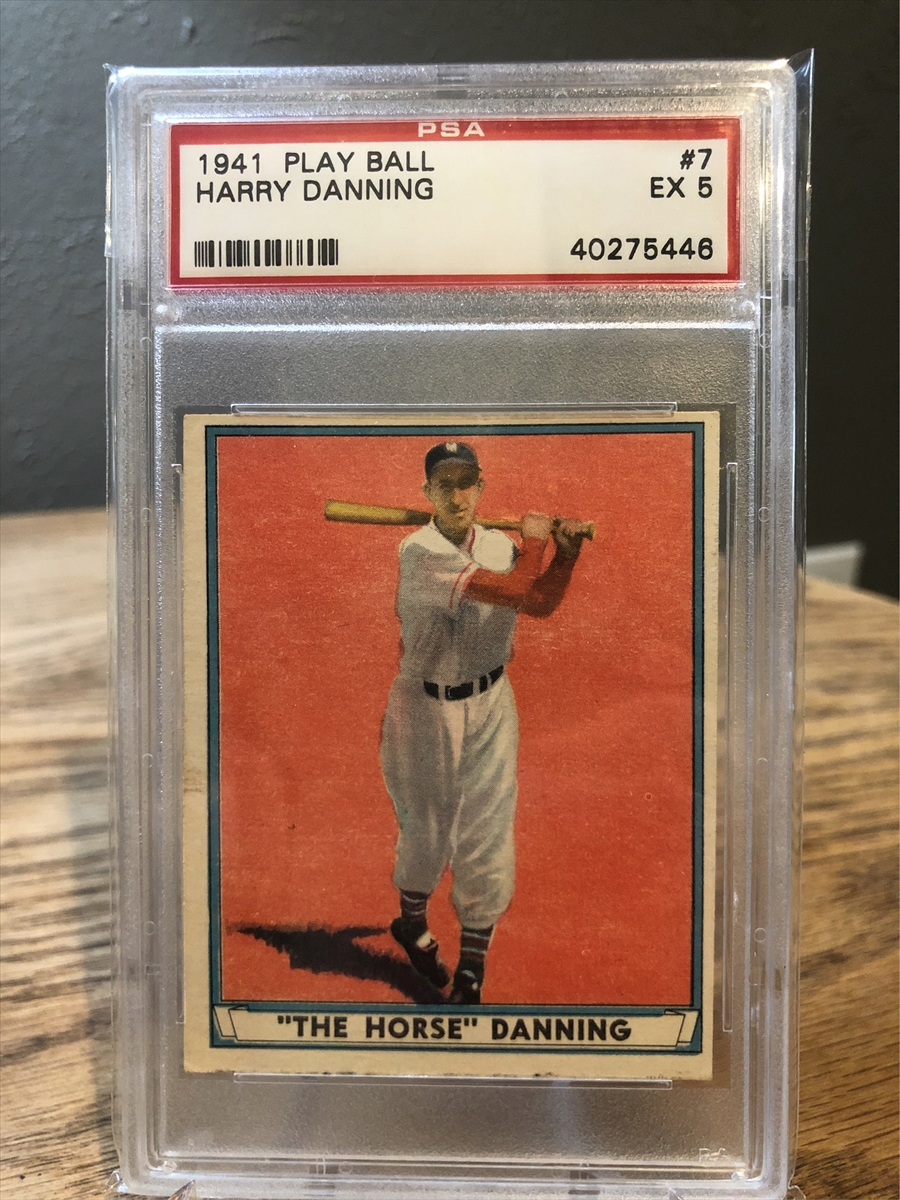 PSA
1941 PLAY BALL #7
HARRY DANNING EX 5
40275446
"THE HORSE" DANNING